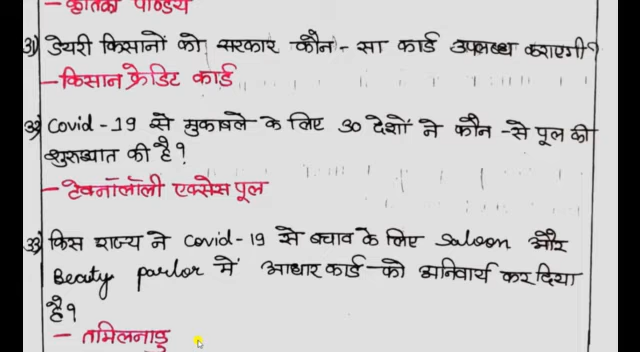 - कृतिका पाण्डेय
31) डेयरी किसानों को सरकार कौन-सा कार्ड उपलब्ध कराएगी?
- किसान क्रेडिट कार्ड
32) Covid-19 से मुकाबले के लिए 30 देशों ने कौन-से पूल की
शुरुआत की है?
- टेक्नॉलॉली एक्सेस पूल
33) किस राज्य ने Covid-19 से बचाव के लिए Saloon और
Beauty parlor में आधार कार्ड को अनिवार्य कर दिया
है?
- तमिलनाडु